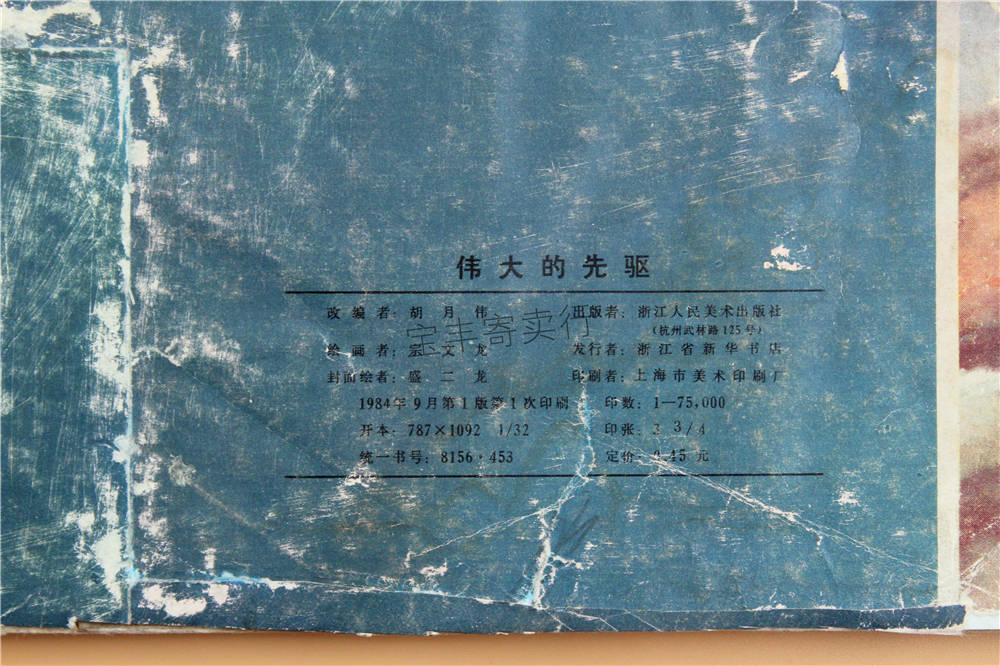 伟大的先驱
改编者：胡月伟 出版者：浙江人民美术出版社
（杭州武林路125号）
宝丰寄卖行
绘画者： 文龙 发行者：浙江省新华书店
封面绘者：盛二龙 印刷者：上海市美术印刷厂
1984年9月第1版第1次印刷 印数：1—75,000
开本：787×1092 1/32 印张：3 3/4
统一书号：8156·453 定价：0.45 元